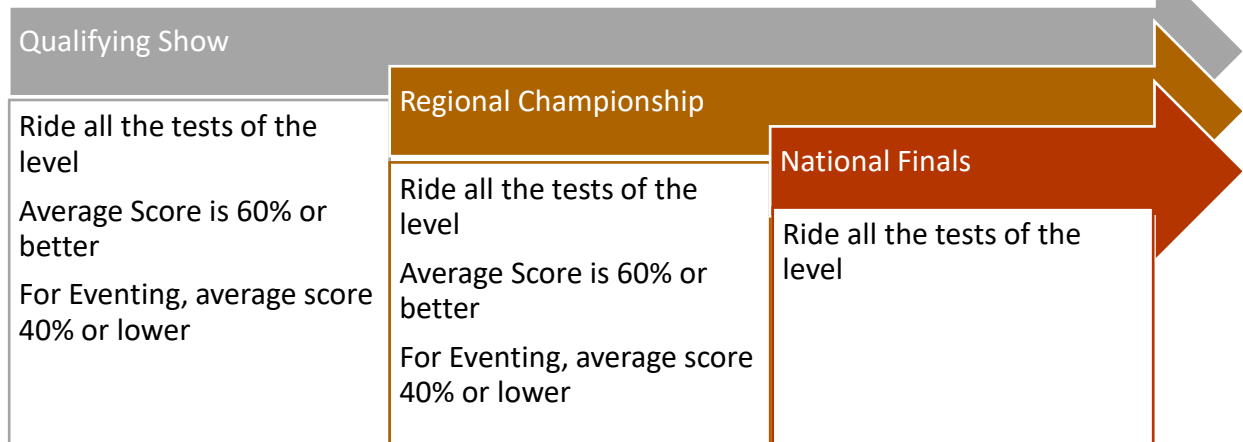 Qualifying Show
Ride all the tests of the
level
Average Score is 60% or
better
For Eventing, average score
40% or lower
Regional Championship
Ride all the tests of the
level
Average Score is 60% or
better
For Eventing, average score
40% or lower
National Finals
Ride all the tests of the
level